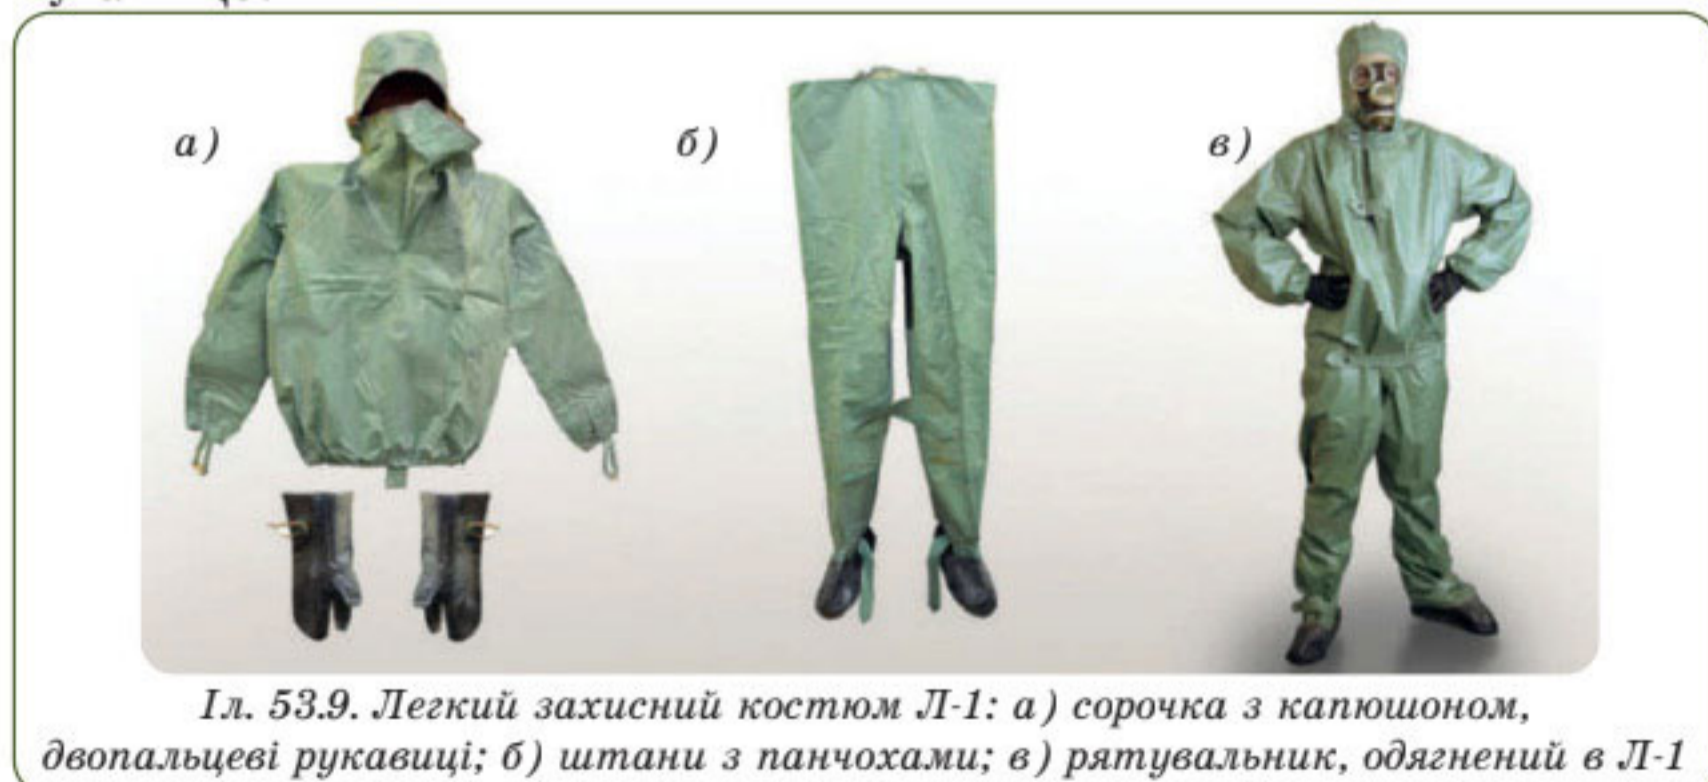 а)
б)
в)
Іл. 53.9. Легкий захисний костюм Л-1: а) сорочка з капюшоном,
двопальцеві рукавиці; б) штани з панчохами; в) рятувальник, одягнений в Л-1